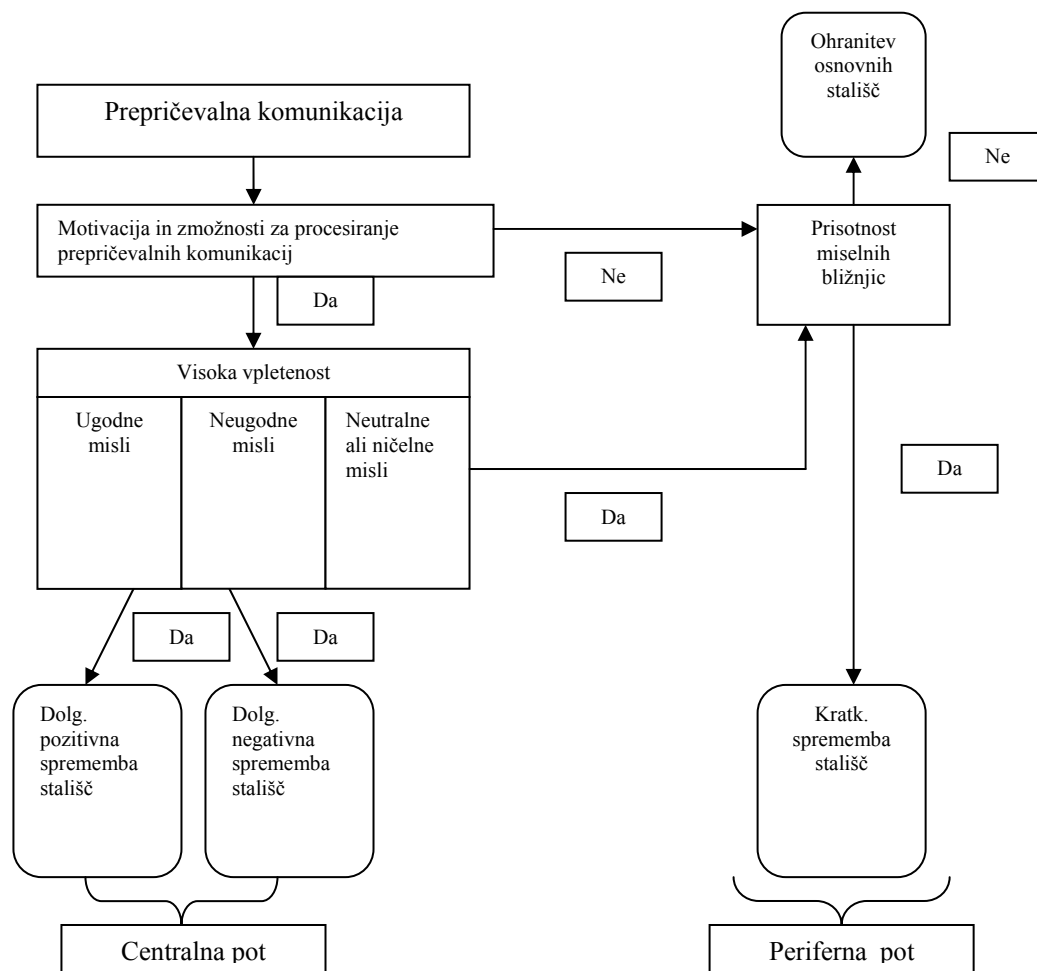 Ohranitev
osnovnih
stališč
Prepričevalna komunikacija
Ne
Motivacija in zmožnosti za procesiranje
prepričevalnih komunikacij
Prisotnost
miselnih
bližnjic
Ne
Da
Visoka vpletenost
Ugodne
misli
Neugodne
misli
Neutralne
ali ničelne
misli
Da
Da
Da
Da
Dolg.
pozitivna
sprememba
stališč
Dolg.
negativna
sprememba
stališč
Kratk.
sprememba
stališč
Centralna pot
Periferna pot